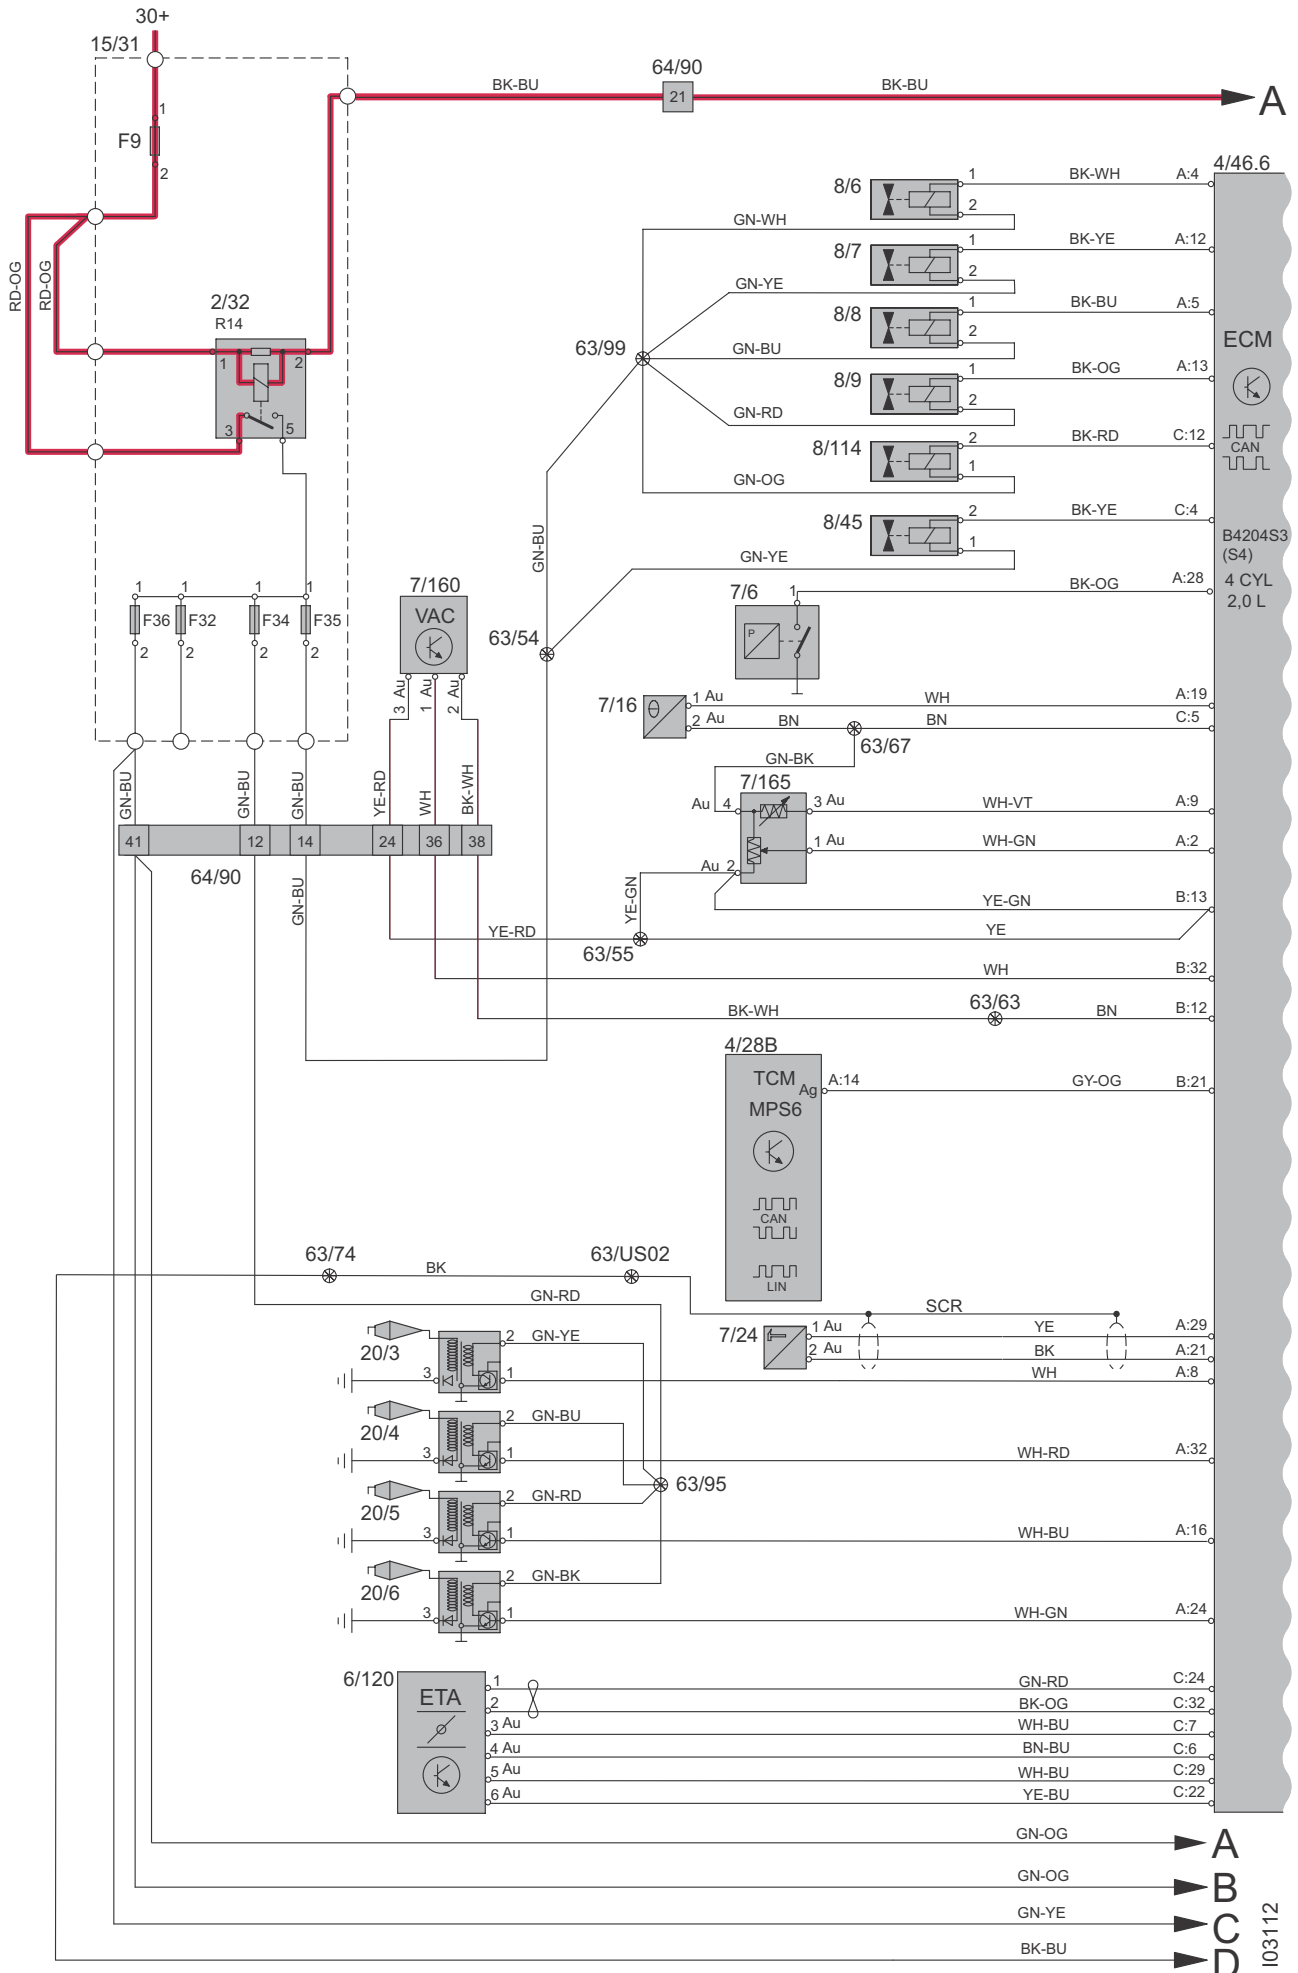 30+
15/31
64/90
BK-BU
21
BK-BU
A
1
F9
2
4/46.6
8/6
1
BK-WH
A:4
2
GN-WH
8/7
1
BK-YE
A:12
2
GN-YE
RD-OG
RD-OG
2/32
R14
8/8
1
BK-BU
A:5
2
63/99
GN-BU
ECM
1
2
8/9
1
BK-OG
A:13
2
GN-RD
3
5
8/114
2
BK-RD
C:12
CAN
1
GN-OG
8/45
2
BK-YE
C:4
1
GN-YE
GN-BU
B4204S3
(S4)
4 CYL
2,0 L
7/6
1
BK-OG
A:28
P
7/160
VAC
1
1
1
1
F36
F32
F34
F35
2
2
2
2
63/54
3 Au
1 Au
2 Au
7/16
1 Au
WH
A:19
2 Au
BN
BN
C:5
63/67
GN-BK
7/165
GN-BU
GN-BU
GN-BU
YE-RD
WH
BK-WH
Au 4
3 Au
WH-VT
A:9
1 Au
WH-GN
A:2
41
12
14
24
36
38
64/90
Au 2
GN-BU
YE-GN
YE-GN
B:13
YE-RD
63/55
YE
WH
B:32
63/63
BK-WH
BN
B:12
4/28B
TCM
MPS6
Ag
A:14
GY-OG
B:21
CAN
LIN
63/74
BK
63/US02
GN-RD
SCR
7/24
1 Au
YE
A:29
2 Au
BK
A:21
20/3
2
GN-YE
3
1
WH
A:8
20/4
2
GN-BU
3
1
WH-RD
A:32
63/95
20/5
2
GN-RD
3
1
WH-BU
A:16
20/6
2
GN-BK
3
1
WH-GN
A:24
6/120
ETA
1
GN-RD
C:24
2
BK-OG
C:32
3 Au
WH-BU
C:7
4 Au
BN-BU
C:6
5 Au
WH-BU
C:29
6 Au
YE-BU
C:22
GN-OG
A
GN-OG
B
GN-YE
C
BK-BU
D
I03112